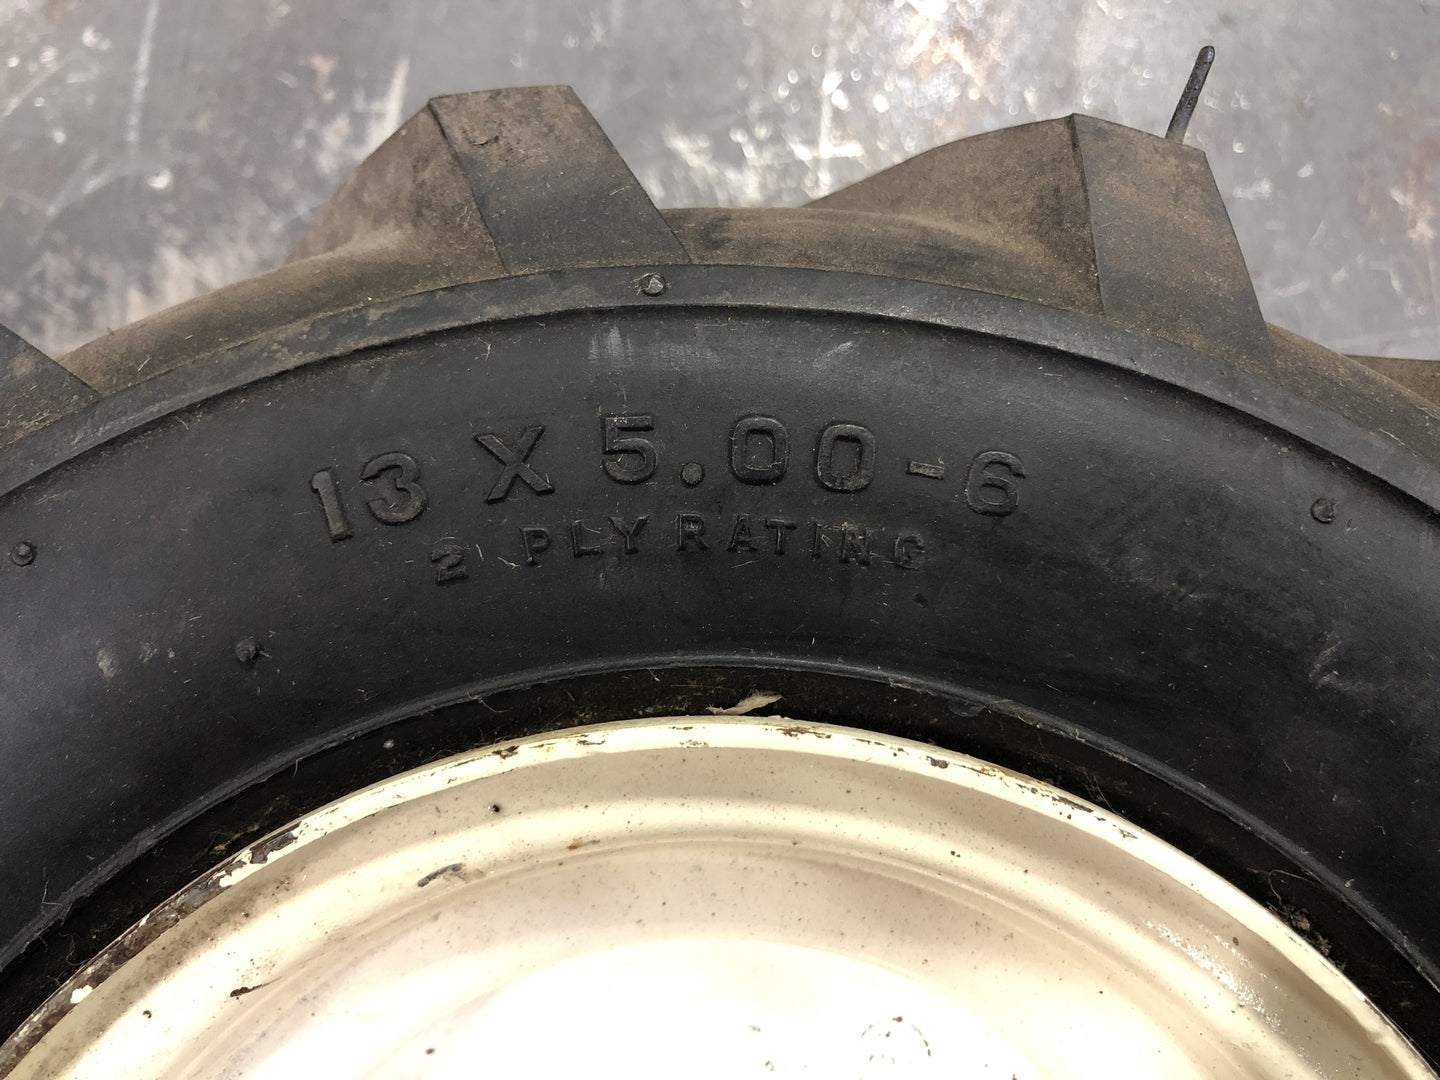 13 X 5.00-6
2 PLY RATING